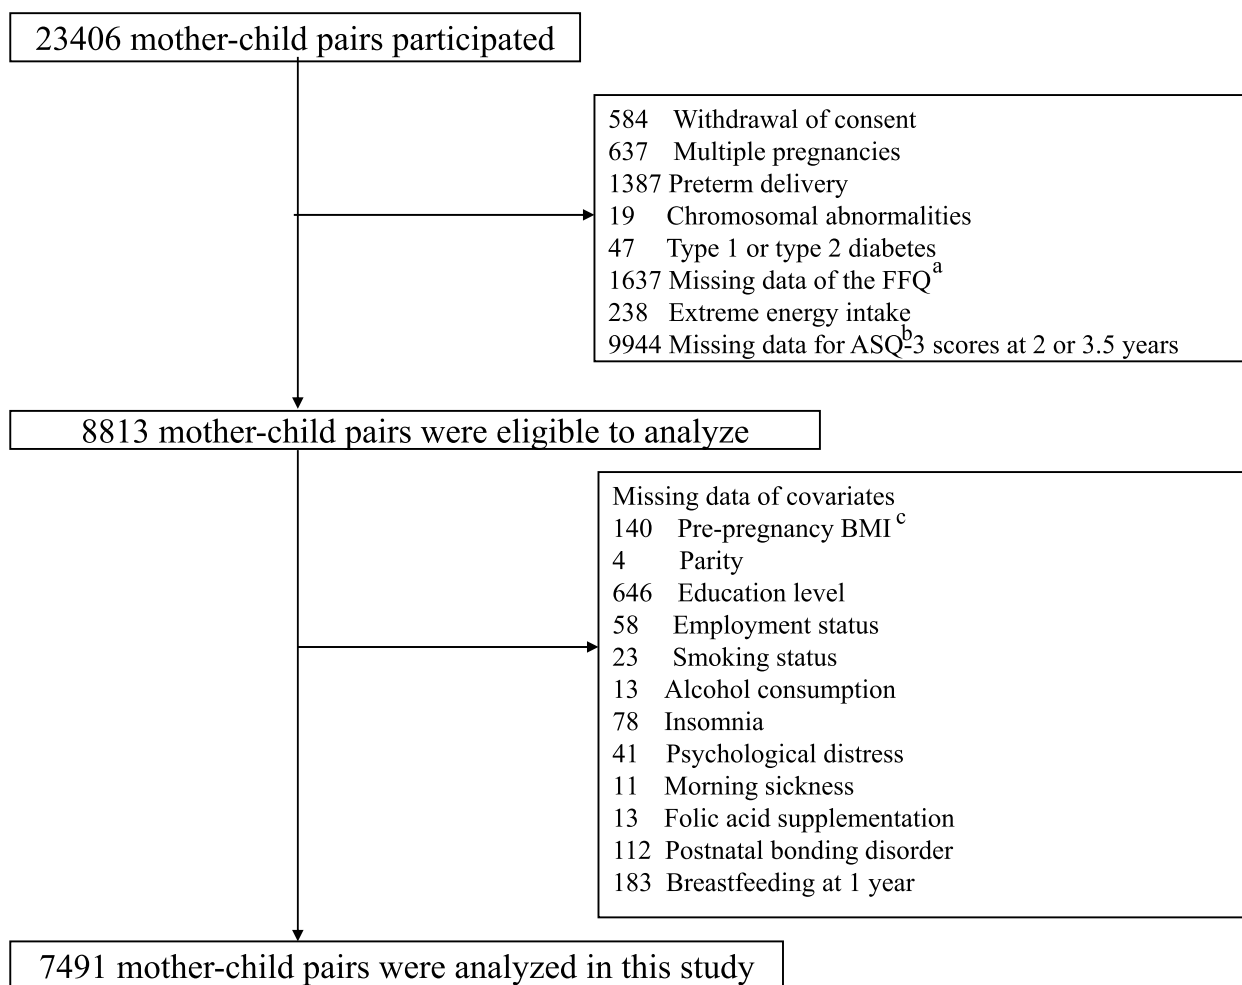 23406 mother-child pairs participated
584 Withdrawal of consent
637 Multiple pregnancies
1387 Preterm delivery
19 Chromosomal abnormalities
47 Type 1 or type 2 diabetes
1637 Missing data of the FFQ a
238 Extreme energy intake
9944 Missing data for ASQ b-3 scores at 2 or 3.5 years
8813 mother-child pairs were eligible to analyze
Missing data of covariates
140 Pre-pregnancy BMI c
4 Parity
646 Education level
58 Employment status
23 Smoking status
13 Alcohol consumption
78 Insomnia
41 Psychological distress
11 Morning sickness
13 Folic acid supplementation
112 Postnatal bonding disorder
183 Breastfeeding at 1 year
7491 mother-child pairs were analyzed in this study